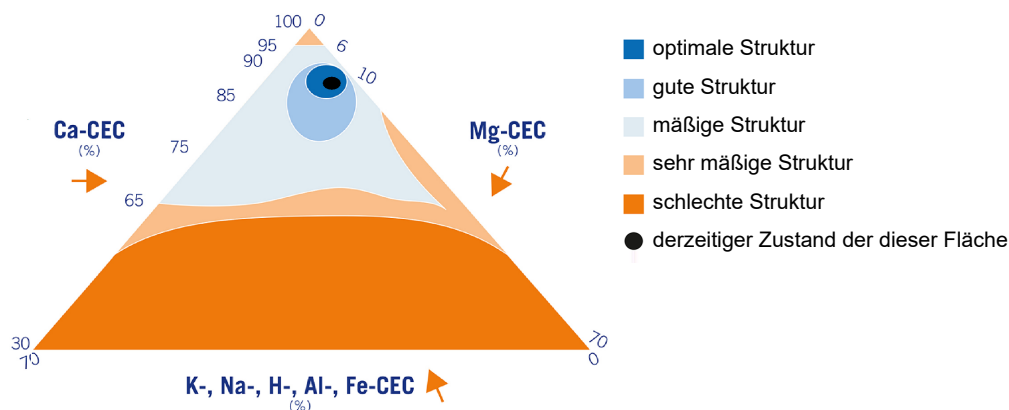 100 0
95 6
90 10
85
Ca-CEC
(%)
Mg-CEC
(%)
75
65
30 70
70 0
K-, Na-, H-, Al-, Fe-CEC
(%)
optimale Struktur
gute Struktur
mäßige Struktur
sehr mäßige Struktur
schlechte Struktur
derzeitiger Zustand der dieser Fläche